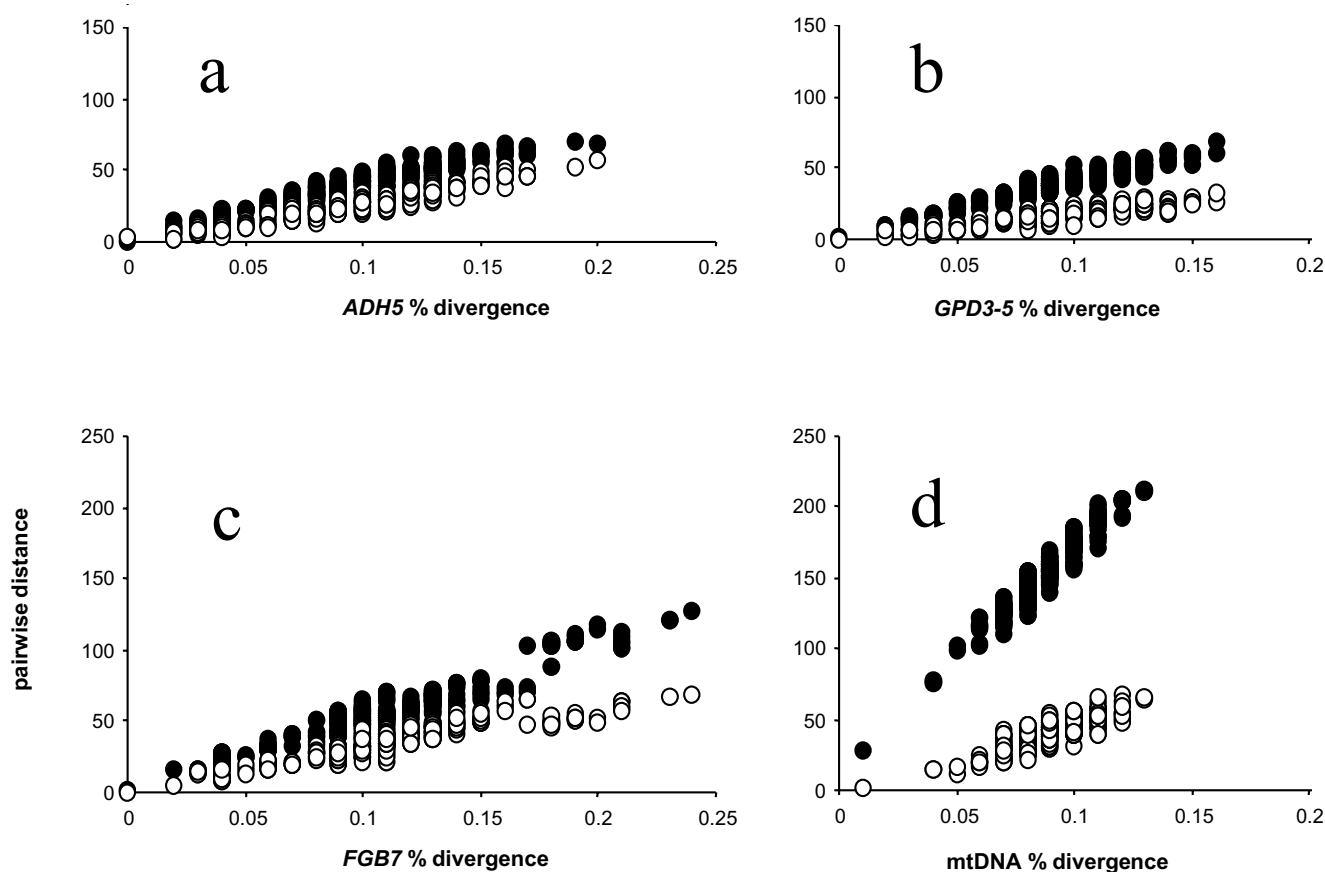 150
100
50
0
a
0 0.05 0.1 0.15 0.2 0.25
ADH5 % divergence
150
100
50
0
b
0 0.05 0.1 0.15 0.2
GPD3-5 % divergence
pairwise distance
250
200
150
100
50
0
c
0 0.05 0.1 0.15 0.2 0.25
FGB7 % divergence
250
200
150
100
50
0
d
0 0.05 0.1 0.15 0.2
mtDNA % divergence